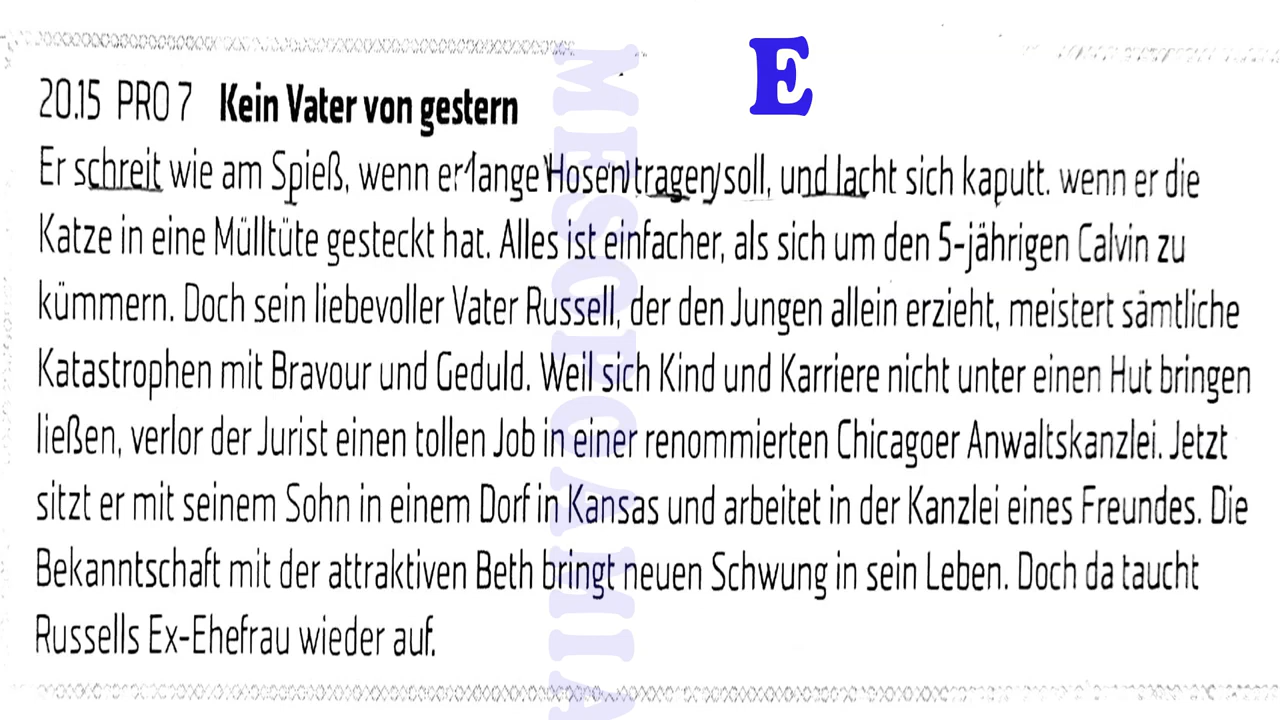 E
20.15 PRO 7 Kein Vater von gestern
Er schreit wie am Spieß, wenn er lange Hosen tragen soll, und lacht sich kaputt. wenn er die
Katze in eine Mülltüte gesteckt hat. Alles ist einfacher, als sich um den 5-jährigen Calvin zu
kümmern. Doch sein liebevoller Vater Russell, der den Jungen allein erzieht, meistert sämtliche
Katastrophen mit Bravour und Geduld. Weil sich Kind und Karriere nicht unter einen Hut bringen
ließen, verlor der Jurist einen tollen Job in einer renommierten Chicagoer Anwaltskanzlei. Jetzt
sitzt er mit seinem Sohn in einem Dorf in Kansas und arbeitet in der Kanzlei eines Freundes. Die
Bekanntschaft mit der attraktiven Beth bringt neuen Schwung in sein Leben. Doch da taucht
Russells Ex-Ehefrau wieder auf.
MESOPOAMIA